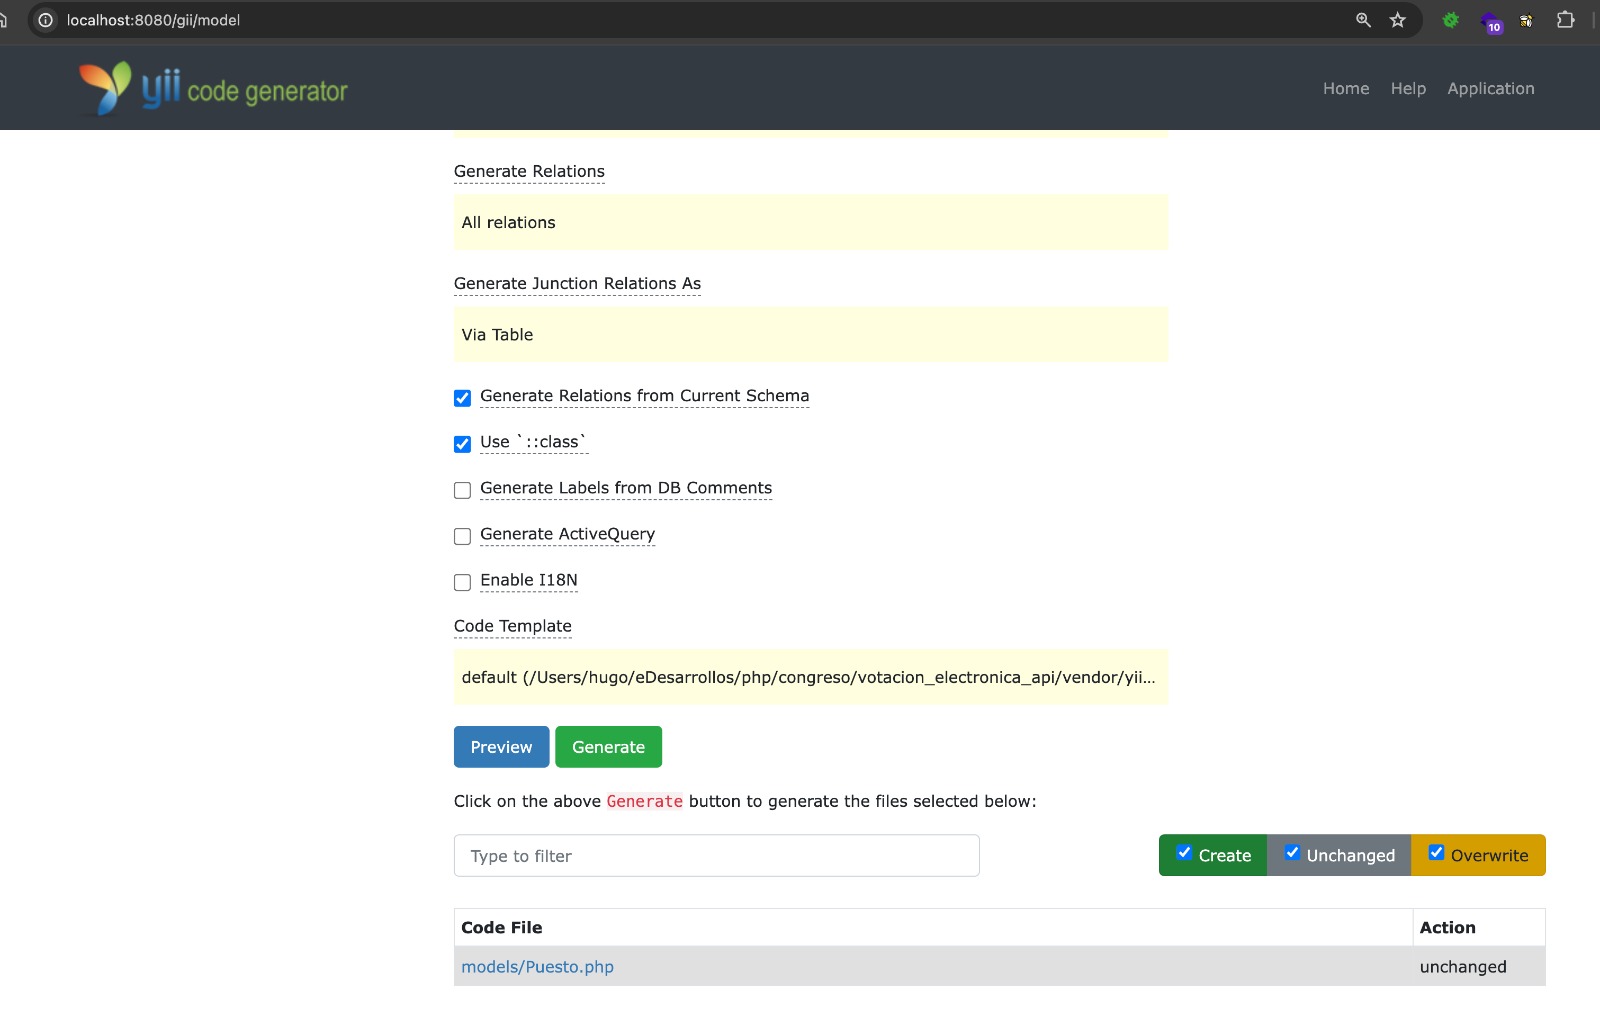 localhost:8080/gii/model
10
yii code generator
Home Help Application
Generate Relations
All relations
Generate Junction Relations As
Via Table
Generate Relations from Current Schema
Use `::class`
Generate Labels from DB Comments
Generate ActiveQuery
Enable I18N
Code Template
default (/Users/hugo/eDesarrollos/php/congreso/votacion_electronica_api/vendor/yii...
Preview Generate
Click on the above Generate button to generate the files selected below:
Type to filter
Create Unchanged Overwrite
Code File Action
models/Puesto.php unchanged